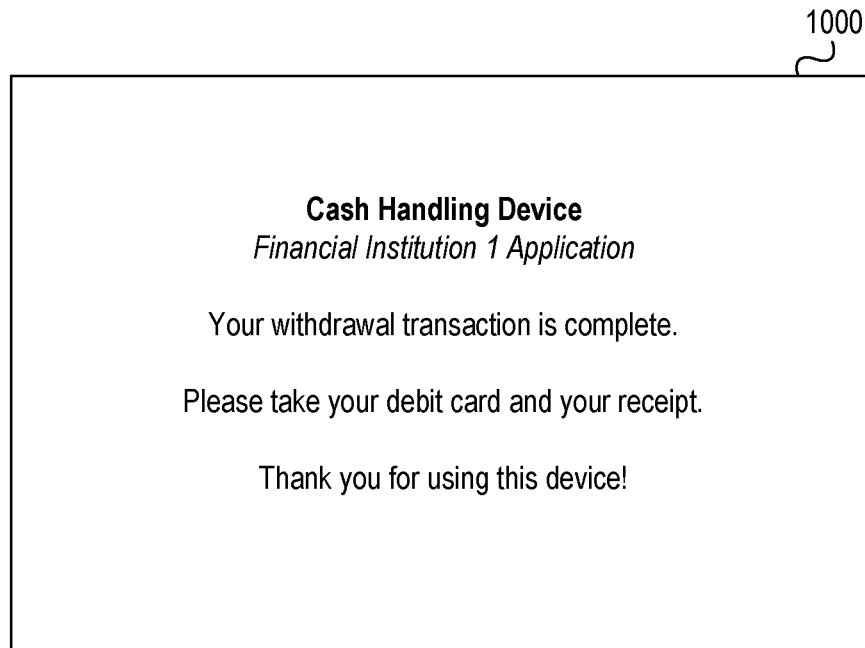 1000
Cash Handling Device
Financial Institution 1 Application
Your withdrawal transaction is complete.
Please take your debit card and your receipt.
Thank you for using this device!